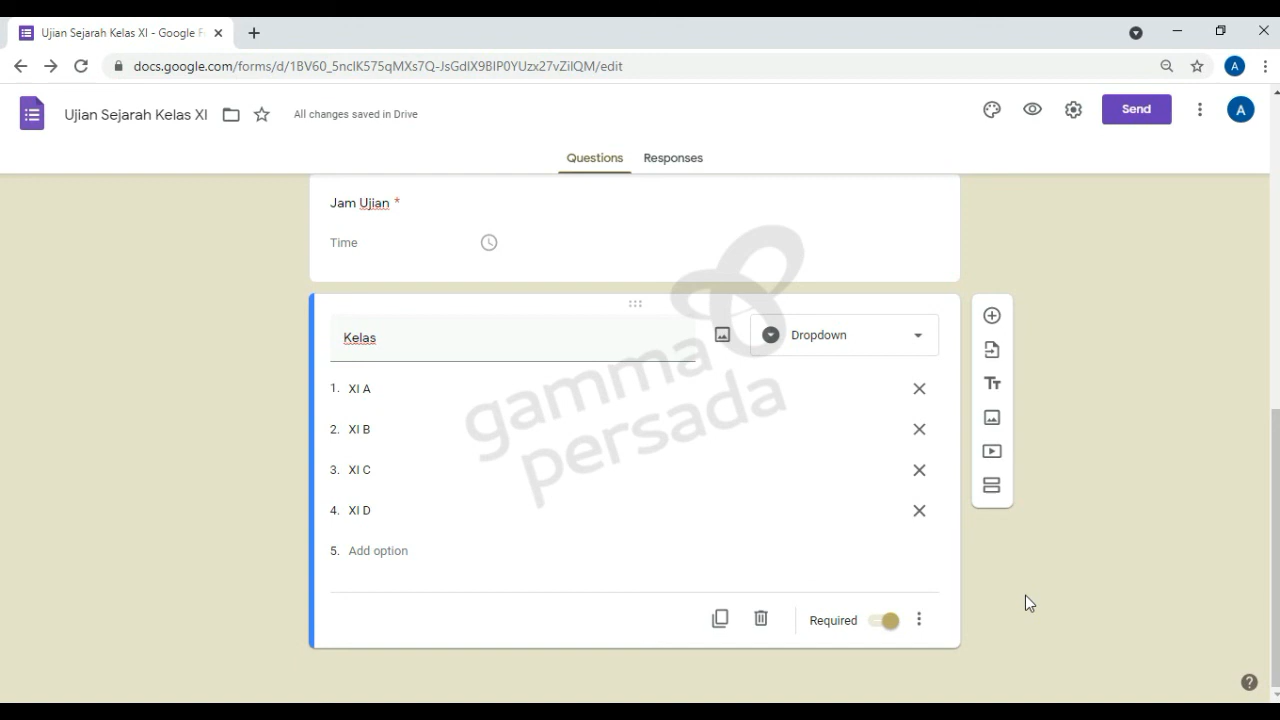 Ujian Sejarah Kelas XI - Google F
docs.google.com/forms/d/1BV60_5nclK575qMXs7Q-JsGdlX9BIP0YUzx27vZilQM/edit
A
Ujian Sejarah Kelas XI
All changes saved in Drive
Send
A
Questions
Responses
Jam Ujian *
Time
Kelas
Dropdown
1. XI A
2. XI B
3. XI C
4. XI D
5. Add option
Required
gamma
persada